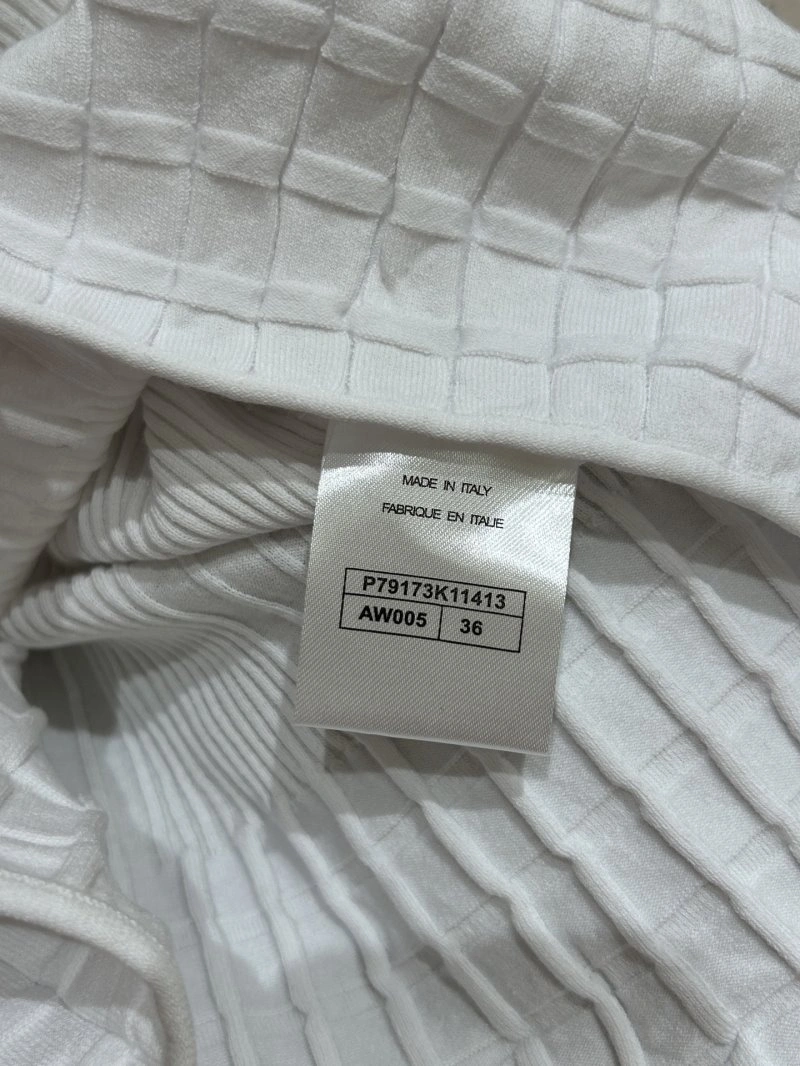 MADE IN ITALY
FABRIQUE EN ITALIE
P79173K11413
AW005 36